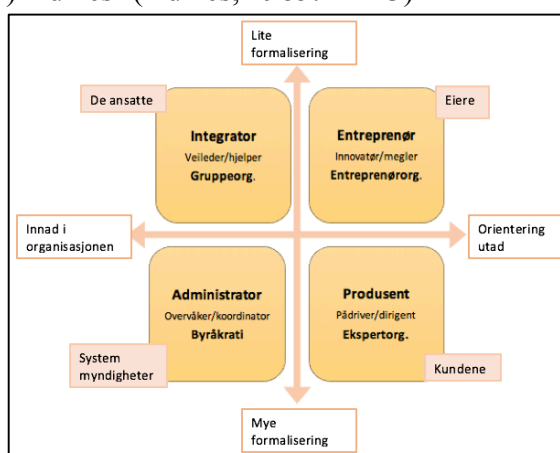 Lite
formalisering
De ansatte
Eiere
Integrator
Veileder/hjelper
Gruppeorg.
Entreprenør
Innovatør/megler
Entreprenørorg.
Innad i
organisasjonen
Orientering
utad
Administrator
Overvåker/koordinator
Byråkrati
Produsent
Pådriver/dirigent
Ekspertorg.
System
myndigheter
Kundene
Mye
formalisering